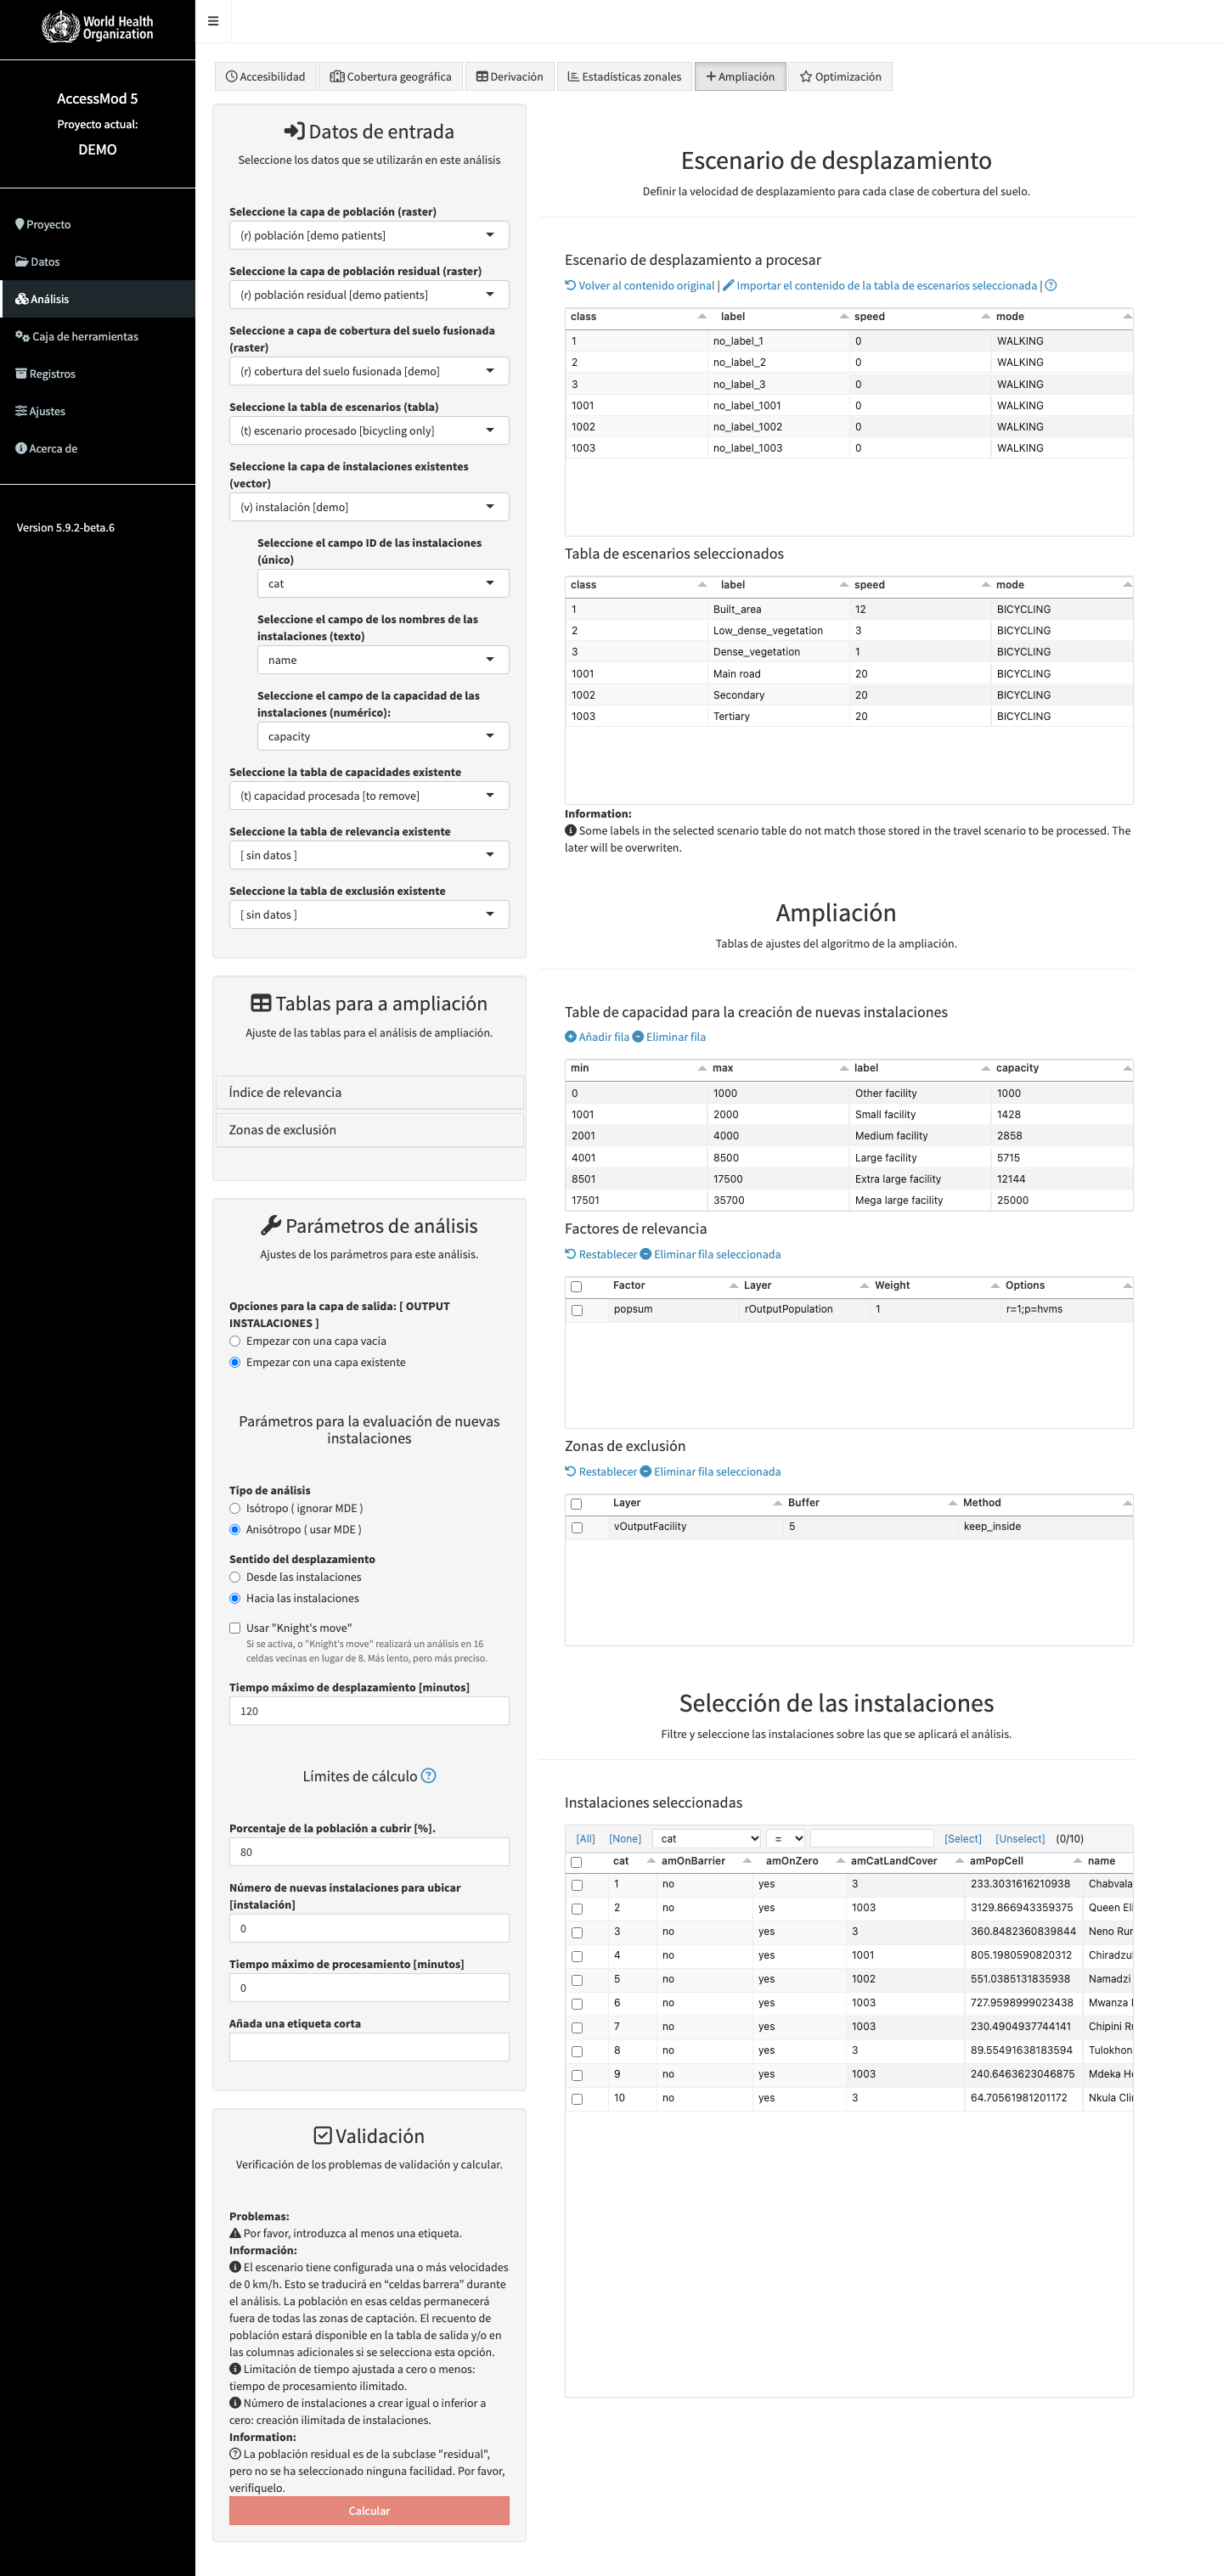 World Health
Organization
AccessMod 5
Proyecto actual:
DEMO
Proyecto
Datos
Análisis
Caja de herramientas
Registros
Ajustes
Acerca de
Version 5.9.2-beta.6
Accesibilidad
Cobertura geográfica
Derivación
Estadísticas zonales
Ampliación
Optimización
Datos de entrada
Seleccione los datos que se utilizarán en este análisis
Seleccione la capa de población (raster)
(r) población [demo patients]
Seleccione la capa de población residual (raster)
(r) población residual [demo patients]
Seleccione a capa de cobertura del suelo fusionada
(raster)
(r) cobertura del suelo fusionada [demo]
Seleccione la tabla de escenarios (tabla)
(t) escenario procesado [bicycling only]
Seleccione la capa de instalaciones existentes
(vector)
(v) instalación [demo]
Seleccione el campo ID de las instalaciones
(único)
cat
Seleccione el campo de los nombres de las
instalaciones (texto)
name
Seleccione el campo de la capacidad de las
instalaciones (numérico):
capacity
Seleccione la tabla de capacidades existente
(t) capacidad procesada [to remove]
Seleccione la tabla de relevancia existente
[ sin datos ]
Seleccione la tabla de exclusión existente
[ sin datos ]
Tablas para a ampliación
Ajuste de las tablas para el análisis de ampliación.
Índice de relevancia
Zonas de exclusión
Parámetros de análisis
Ajustes de los parámetros para este análisis.
Opciones para la capa de salida: [ OUTPUT
INSTALACIONES ]
Empezar con una capa vacía
Empezar con una capa existente
Parámetros para la evaluación de nuevas
instalaciones
Tipo de análisis
Isótropo ( ignorar MDE )
Anisótropo ( usar MDE )
Sentido del desplazamiento
Desde las instalaciones
Hacia las instalaciones
Usar "Knight's move"
Si se activa, o "Knight's move" realizará un análisis en 16
celdas vecinas en lugar de 8. Más lento, pero más preciso.
Tiempo máximo de desplazamiento [minutos]
120
Límites de cálculo
Porcentaje de la población a cubrir [%].
80
Número de nuevas instalaciones para ubicar
[instalación]
0
Tiempo máximo de procesamiento [minutos]
0
Añada una etiqueta corta
Validación
Verificación de los problemas de validación y calcular.
Problemas:
Por favor, introduzca al menos una etiqueta.
Información:
El escenario tiene configurada una o más velocidades
de 0 km/h. Esto se traducirá en “celdas barrera” durante
el análisis. La población en esas celdas permanecerá
fuera de todas las zonas de captación. El recuento de
población estará disponible en la tabla de salida y/o en
las columnas adicionales si se selecciona esta opción.
Limitación de tiempo ajustada a cero o menos:
tiempo de procesamiento ilimitado.
Número de instalaciones a crear igual o inferior a
cero: creación ilimitada de instalaciones.
Information:
La población residual es de la subclase "residual",
pero no se ha seleccionado ninguna facilidad. Por favor,
verifíquelo.
Calcular
Escenario de desplazamiento
Definir la velocidad de desplazamiento para cada clase de cobertura del suelo.
Escenario de desplazamiento a procesar
Volver al contenido original | Importar el contenido de la tabla de escenarios seleccionada |
class label speed mode
1 no_label_1 0 WALKING
2 no_label_2 0 WALKING
3 no_label_3 0 WALKING
1001 no_label_1001 0 WALKING
1002 no_label_1002 0 WALKING
1003 no_label_1003 0 WALKING
Tabla de escenarios seleccionados
class label speed mode
1 Built_area 12 BICYCLING
2 Low_dense_vegetation 3 BICYCLING
3 Dense_vegetation 1 BICYCLING
1001 Main road 20 BICYCLING
1002 Secondary 20 BICYCLING
1003 Tertiary 20 BICYCLING
Information:
Some labels in the selected scenario table do not match those stored in the travel scenario to be processed. The
later will be overwriten.
Ampliación
Tablas de ajustes del algoritmo de la ampliación.
Table de capacidad para la creación de nuevas instalaciones
Añadir fila Eliminar fila
min max label capacity
0 1000 Other facility 1000
1001 2000 Small facility 1428
2001 4000 Medium facility 2858
4001 8500 Large facility 5715
8501 17500 Extra large facility 12144
17501 35700 Mega large facility 25000
Factores de relevancia
Restablecer Eliminar fila seleccionada
Factor Layer Weight Options
popsum rOutputPopulation 1 r=1;p=hvms
Zonas de exclusión
Restablecer Eliminar fila seleccionada
Layer Buffer Method
vOutputFacility 5 keep_inside
Selección de las instalaciones
Filtre y seleccione las instalaciones sobre las que se aplicará el análisis.
Instalaciones seleccionadas
[All] [None] cat = [Select] [Unselect] (0/10)
cat amOnBarrier amOnZero amCatLandCover amPopCell name
1 no yes 3 233.3031616210938 Chabvala
2 no yes 1003 3129.866943359375 Queen Eli
3 no yes 3 360.8482360839844 Neno Rur
4 no yes 1001 805.1980590820312 Chiradzul
5 no yes 1002 551.0385131835938 Namadzi
6 no yes 1003 727.9598999023438 Mwanza
7 no yes 1003 230.4904937744141 Chipini Ru
8 no yes 3 89.55491638183594 Tulokhon
9 no yes 1003 240.6463623046875 Mdeka He
10 no yes 3 64.70561981201172 Nkula Clin